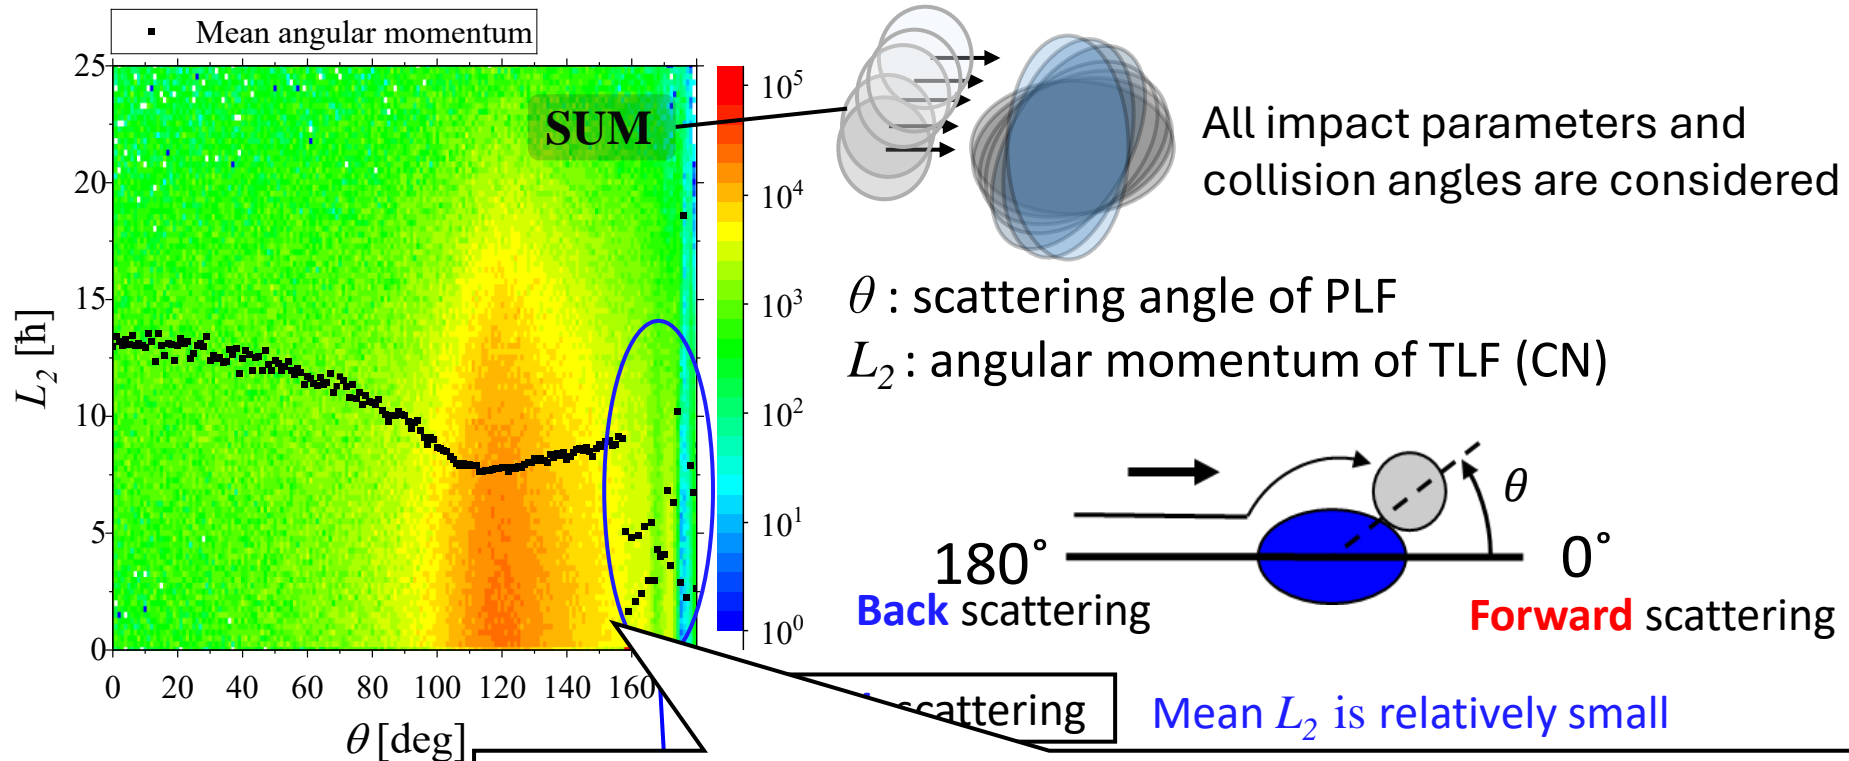 Mean angular momentum
25
20
15
10
5
0
L2 [ħ]
0 20 40 60 80 100 120 140 160
θ [deg]
SUM
10^5
10^4
10^3
10^2
10^1
10^0
All impact parameters and
collision angles are considered
θ : scattering angle of PLF
L2 : angular momentum of TLF (CN)
θ
180° 0°
Back scattering Forward scattering
scattering
Mean L2 is relatively small